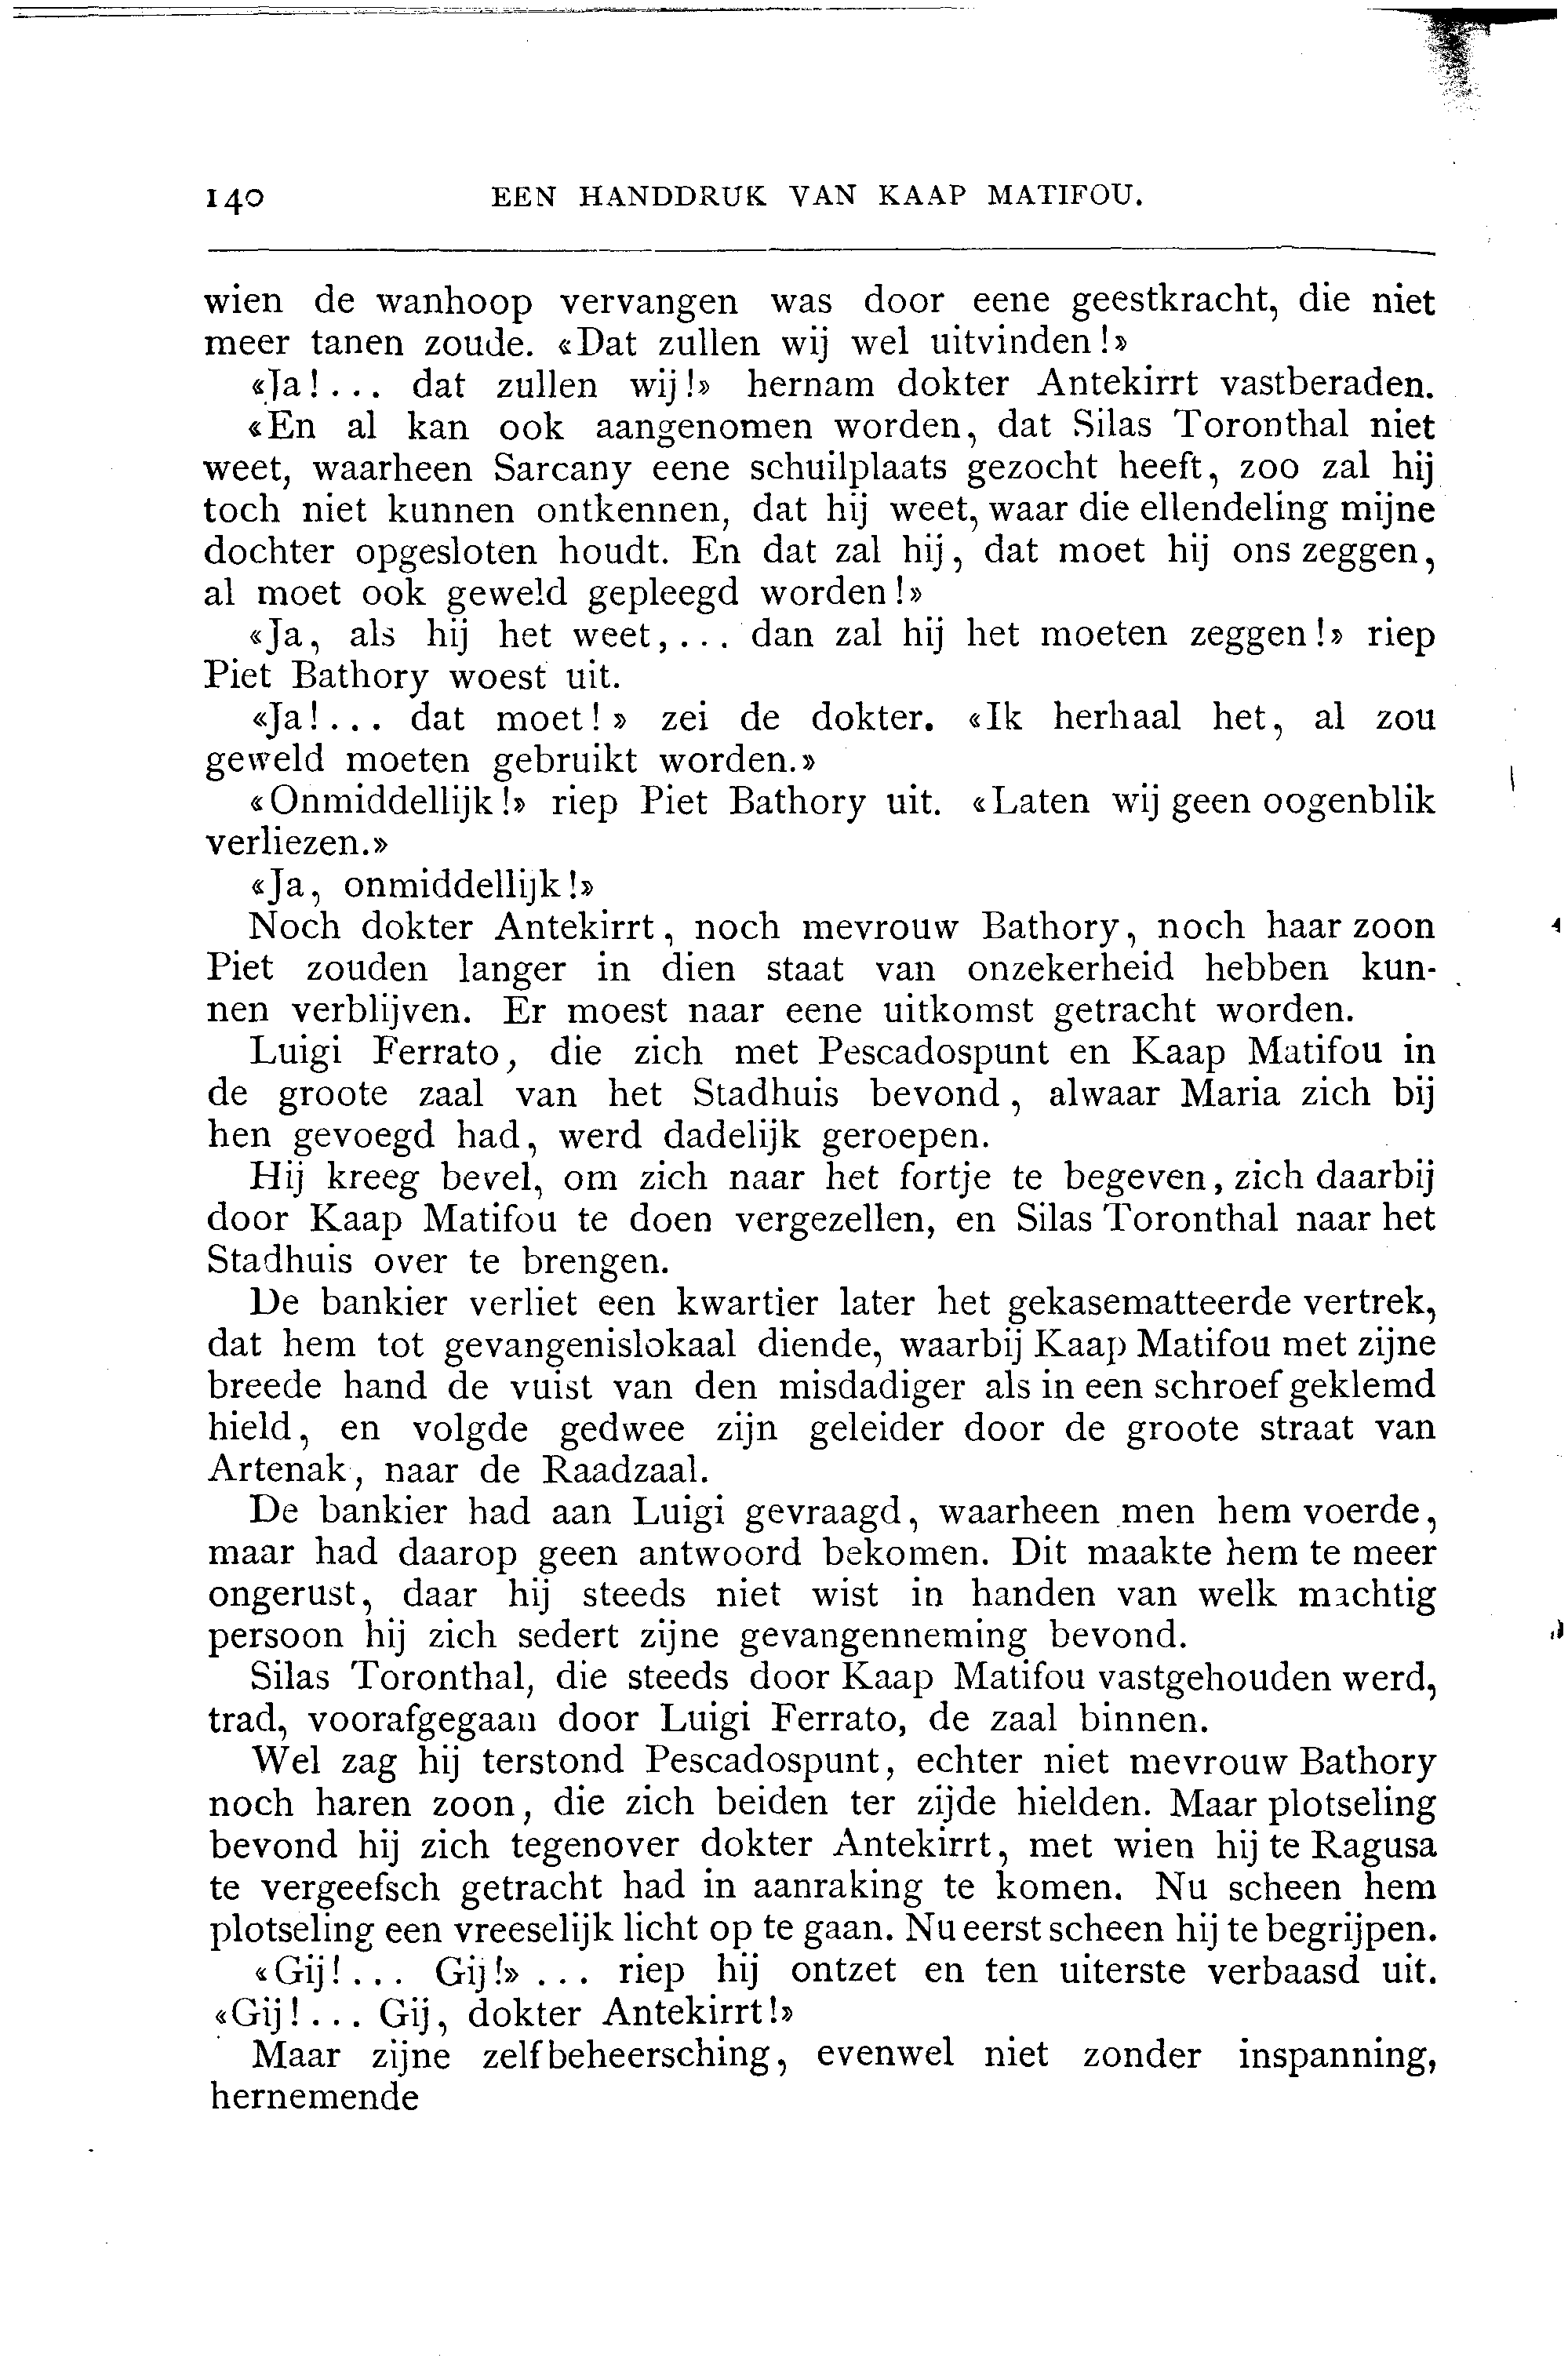 140 EEN HANDDRUK VAN KAAP MATIFOU.
wien de wanhoop vervangen was door eene geestkracht, die niet
meer tanen zoude. «Dat zullen wij wel uitvinden!»
«Ja!... dat zullen wij!» hernam dokter Antekirrt vastberaden.
«En al kan ook aangenomen worden, dat Silas Toronthal niet
weet, waarheen Sarcany eene schuilplaats gezocht heeft, zoo zal hij
toch niet kunnen ontkennen, dat hij weet, waar die ellendeling mijne
dochter opgesloten houdt. En dat zal hij, dat moet hij ons zeggen,
al moet ook geweld gepleegd worden!»
«Ja, als hij het weet,... dan zal hij het moeten zeggen!» riep
Piet Bathory woest uit.
«Ja!... dat moet!» zei de dokter. «Ik herhaal het, al zou
geweld moeten gebruikt worden.»
«Onmiddellijk!» riep Piet Bathory uit. «Laten wij geen oogenblik
verliezen.»
«Ja, onmiddellijk!»
Noch dokter Antekirrt, noch mevrouw Bathory, noch haar zoon
Piet zouden langer in dien staat van onzekerheid hebben kun-
nen verblijven. Er moest naar eene uitkomst getracht worden.
Luigi Ferrato, die zich met Pescadospunt en Kaap Matifou in
de groote zaal van het Stadhuis bevond, alwaar Maria zich bij
hen gevoegd had, werd dadelijk geroepen.
Hij kreeg bevel, om zich naar het fortje te begeven, zich daarbij
door Kaap Matifou te doen vergezellen, en Silas Toronthal naar het
Stadhuis over te brengen.
De bankier verliet een kwartier later het gekasematteerde vertrek,
dat hem tot gevangenislokaal diende, waarbij Kaap Matifou met zijne
breede hand de vuist van den misdadiger als in een schroef geklemd
hield, en volgde gedwee zijn geleider door de groote straat van
Artenak, naar de Raadzaal.
De bankier had aan Luigi gevraagd, waarheen men hem voerde,
maar had daarop geen antwoord bekomen. Dit maakte hem te meer
ongerust, daar hij steeds niet wist in handen van welk machtig
persoon hij zich sedert zijne gevangenneming bevond.
Silas Toronthal, die steeds door Kaap Matifou vastgehouden werd,
trad, voorafgegaan door Luigi Ferrato, de zaal binnen.
Wel zag hij terstond Pescadospunt, echter niet mevrouw Bathory
noch haren zoon, die zich beiden ter zijde hielden. Maar plotseling
bevond hij zich tegenover dokter Antekirrt, met wien hij te Ragusa
te vergeefsch getracht had in aanraking te komen. Nu scheen hem
plotseling een vreeselijk licht op te gaan. Nu eerst scheen hij te begrijpen.
«Gij!... Gij!»... riep hij ontzet en ten uiterste verbaasd uit.
«Gij!... Gij, dokter Antekirrt!»
Maar zijne zelfbeheersching, evenwel niet zonder inspanning,
hernemende